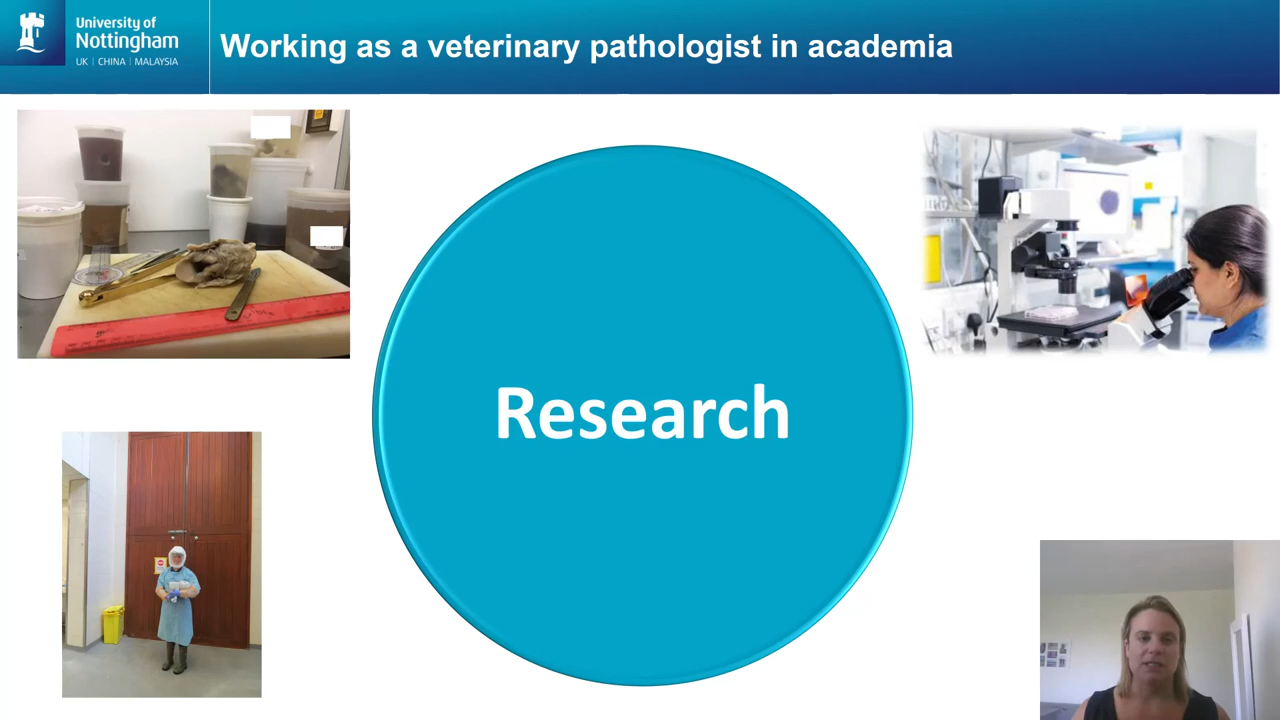 University of
Nottingham
UK | CHINA | MALAYSIA
Working as a veterinary pathologist in academia
Research